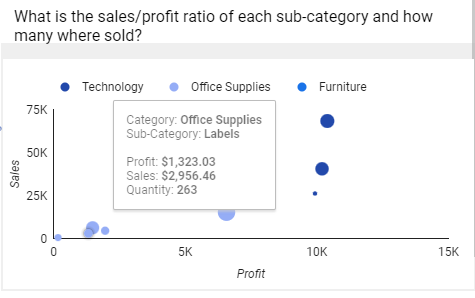 What is the sales/profit ratio of each sub-category and how
many where sold?
Technology Office Supplies Furniture
75K
50K
25K
0
Sales
Category: Office Supplies
Sub-Category: Labels
Profit: $1,323.03
Sales: $2,956.46
Quantity: 263
0 5K 10K 15K
Profit